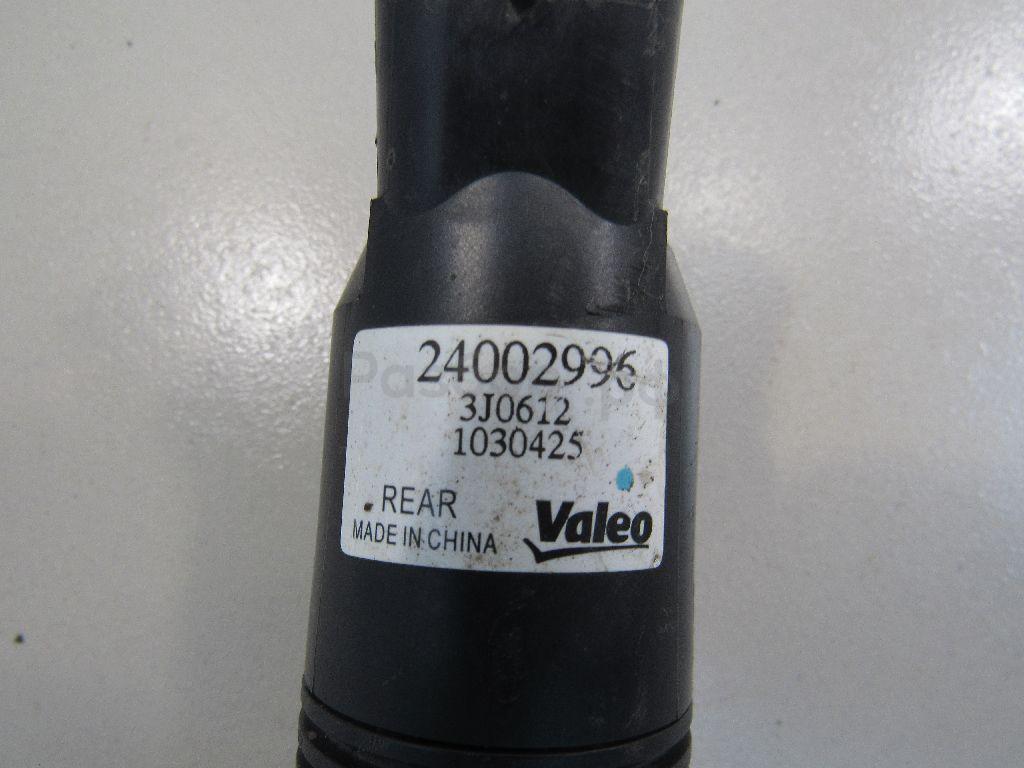 24002996
3J0612
1030425
REAR
MADE IN CHINA
Valeo